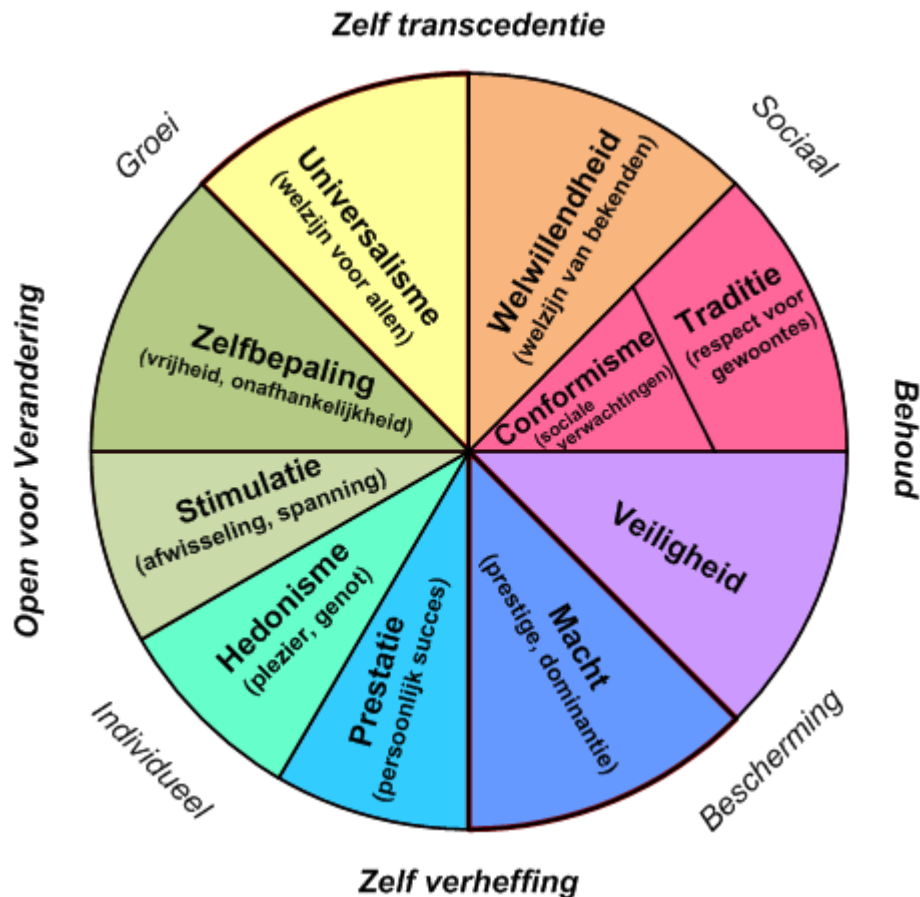 Zelf transcedentie
Groei
Sociaal
Universalisme
(welzijn voor allen)
Welwillendheid
(welzijn van bekenden)
Traditie
(respect voor
gewoontes)
Conformisme
(sociale
verwachtingen)
Zelfbepaling
(vrijheid, onafhankelijkheid)
Open voor Verandering
Behoud
Stimulatie
(afwisseling, spanning)
Veiligheid
Hedonisme
(plezier, genot)
Prestatie
(persoonlijk succes)
Macht
(prestige, dominantie)
Individueel
Bescherming
Zelf verheffing